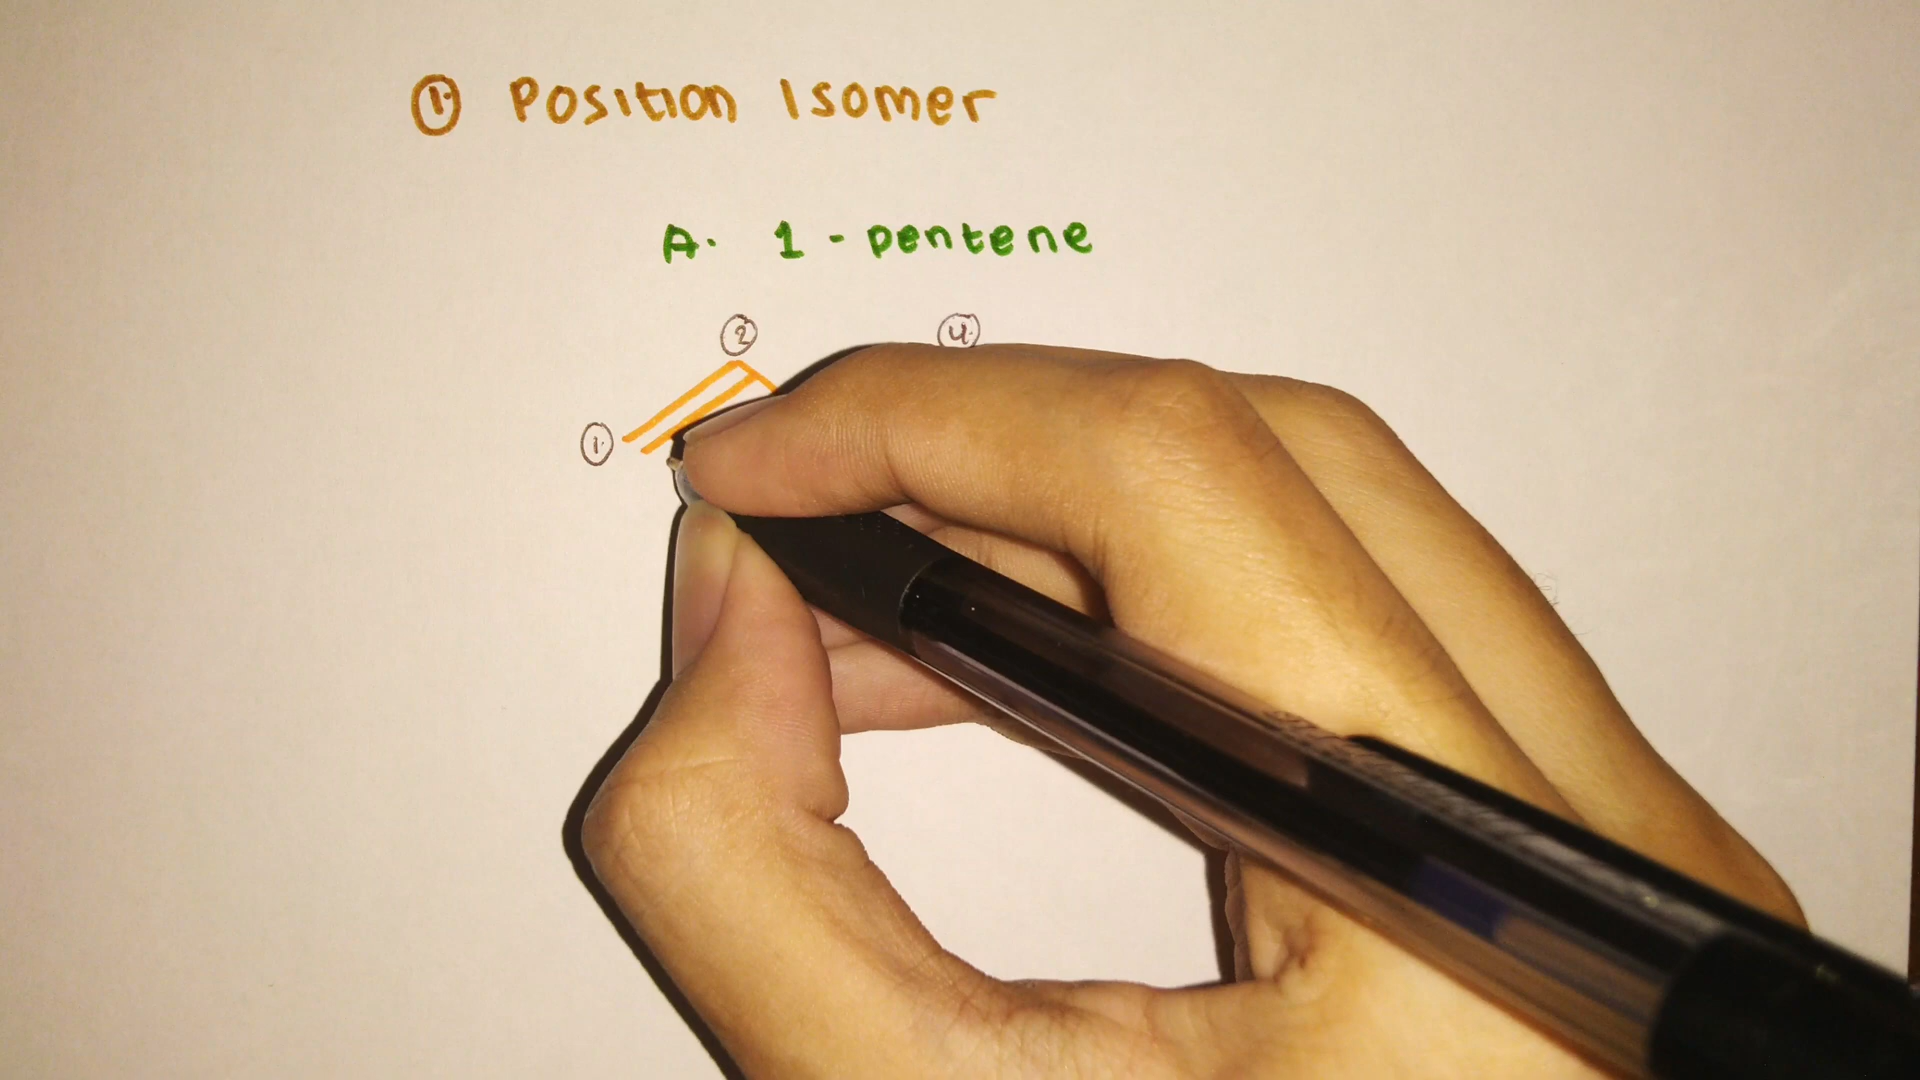 ① Position Isomer
A. 1-pentene
② ④
①